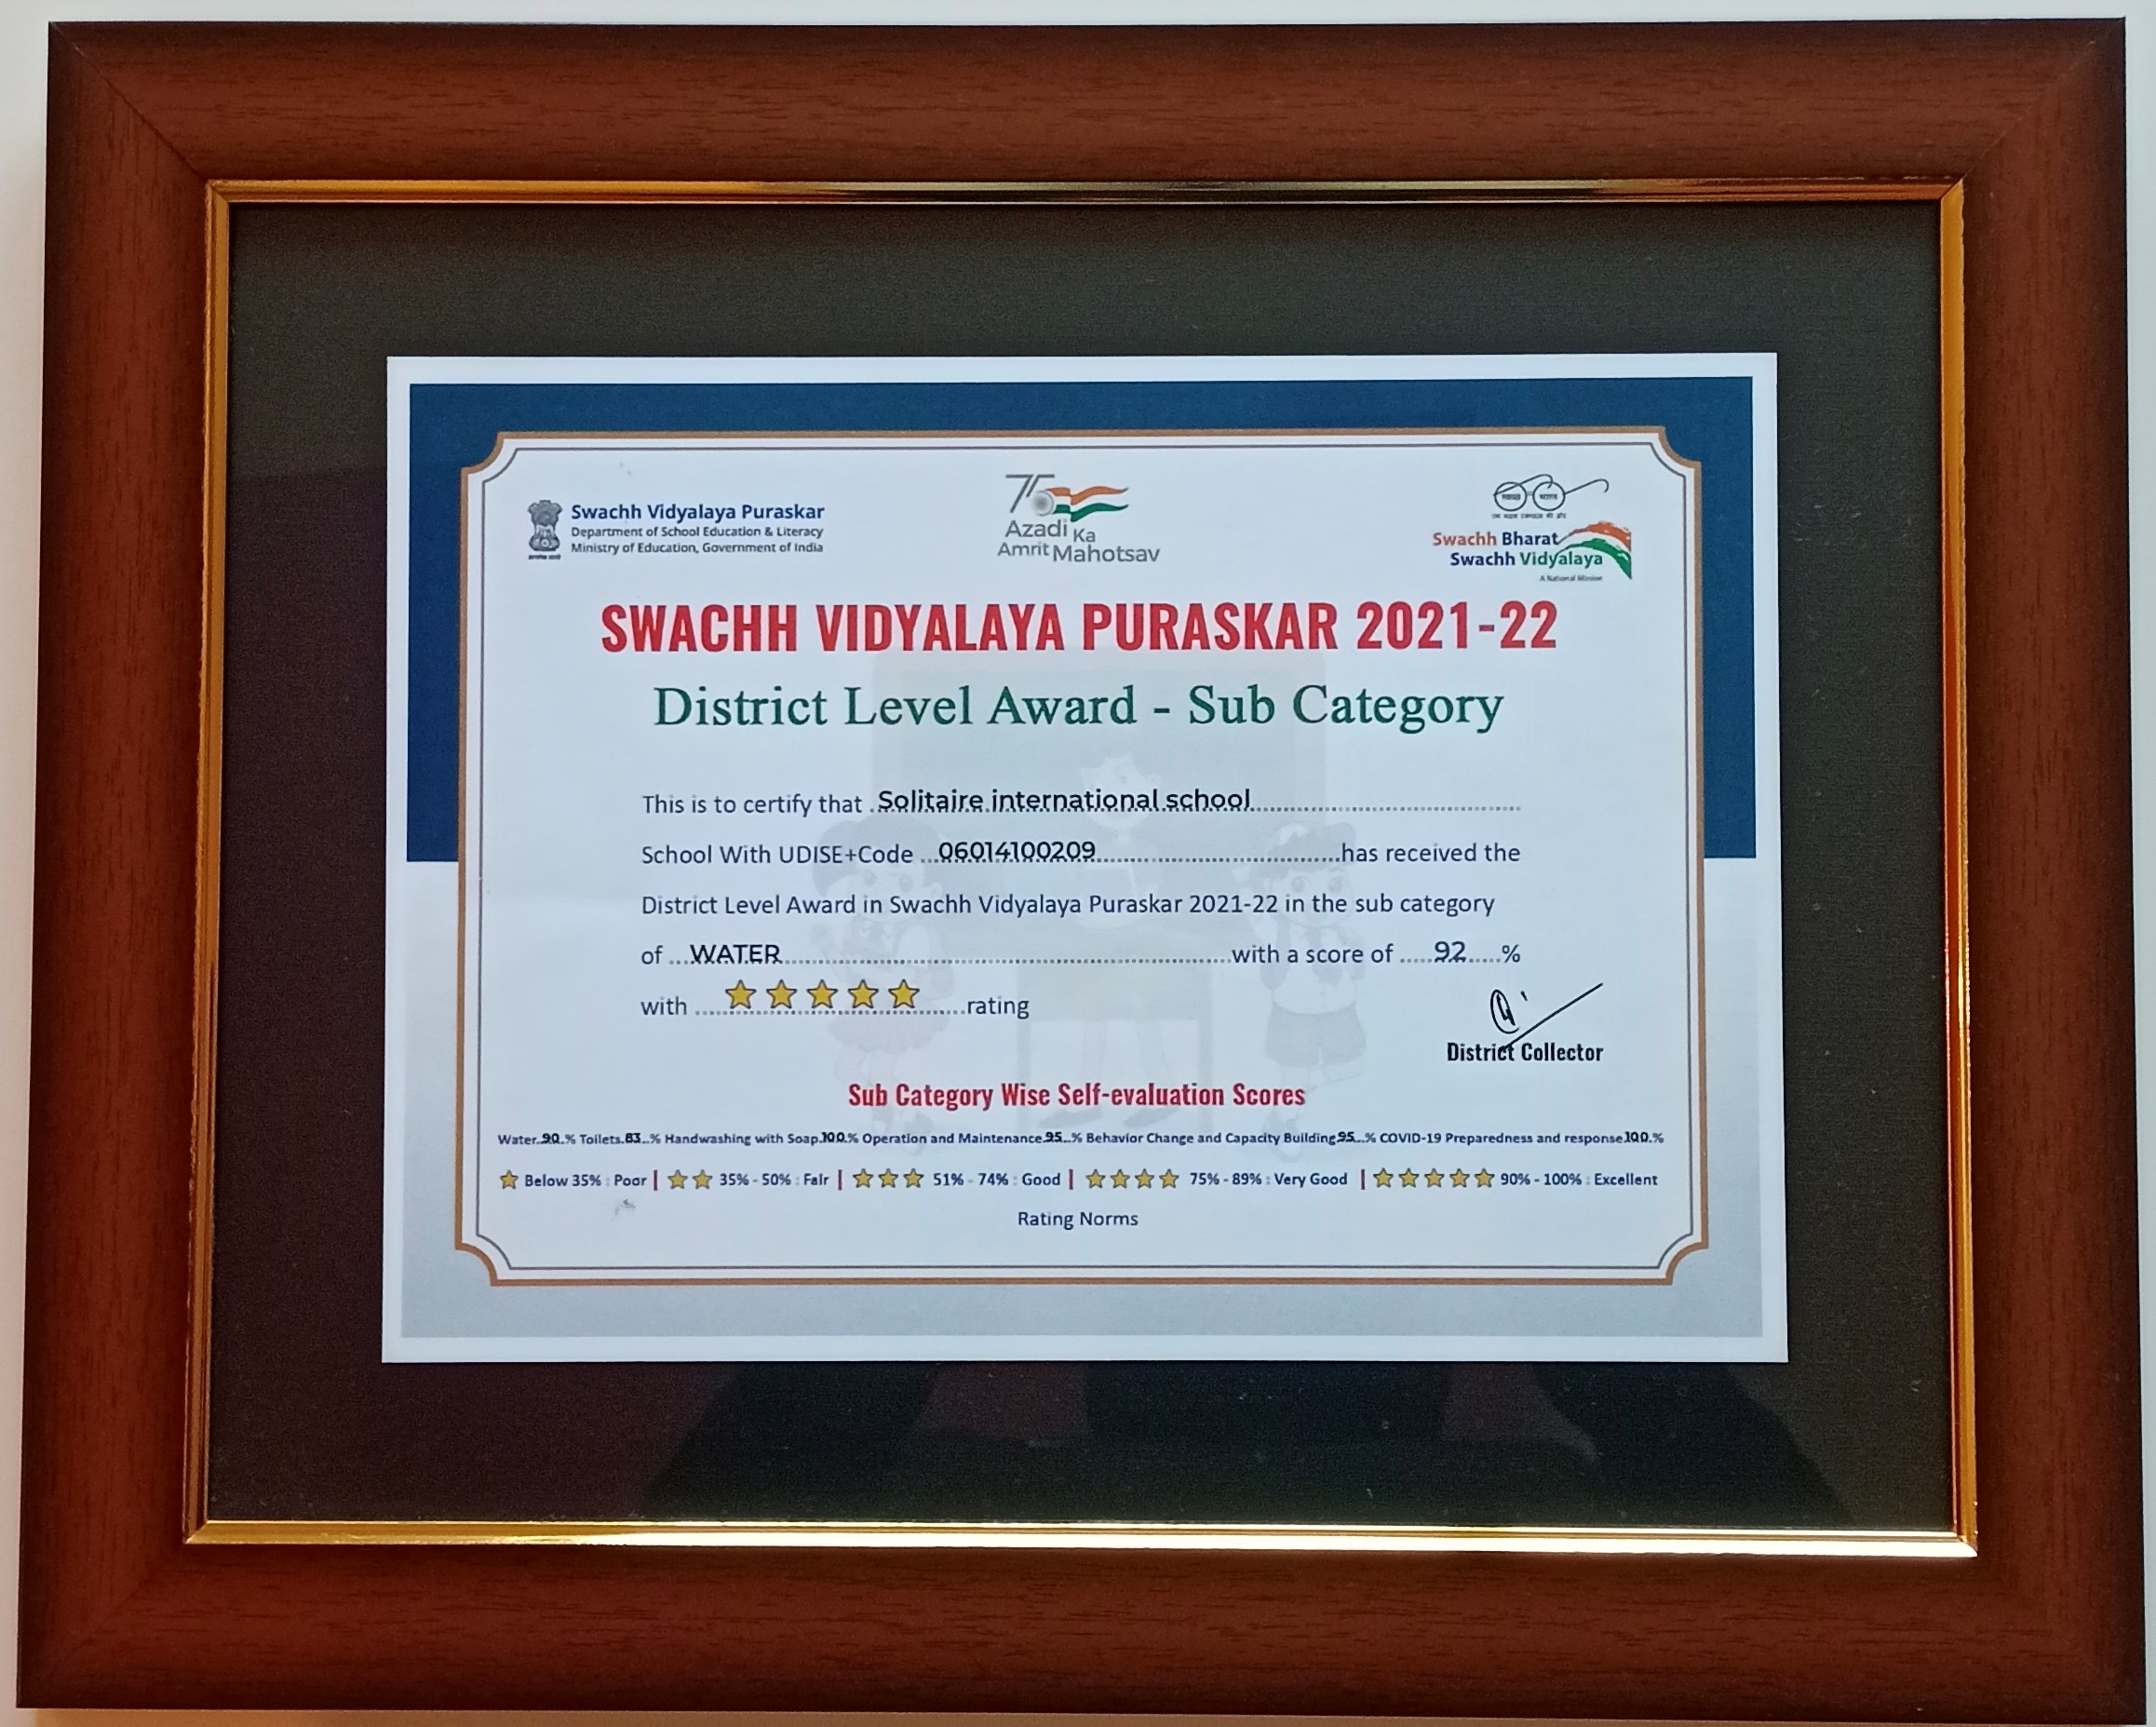 Swachh Vidyalaya Puraskar
Department of School Education & Literacy
Ministry of Education, Government of India
75
Azadi Ka
Amrit Mahotsav
Swachh Bharat
Swachh Vidyalaya
A National Mission
SWACHH VIDYALAYA PURASKAR 2021-22
District Level Award - Sub Category
This is to certify that Solitaire international school
School With UDISE+Code 06014100209 has received the
District Level Award in Swachh Vidyalaya Puraskar 2021-22 in the sub category
of WATER with a score of 92 %
with rating
District Collector
Sub Category Wise Self-evaluation Scores
Water 90 % Toilets 83 % Handwashing with Soap 100 % Operation and Maintenance 95 % Behavior Change and Capacity Building 95 % COVID-19 Preparedness and response 100 %
Below 35% : Poor | 35% - 50% : Fair | 51% - 74% : Good | 75% - 89% : Very Good | 90% - 100% : Excellent
Rating Norms